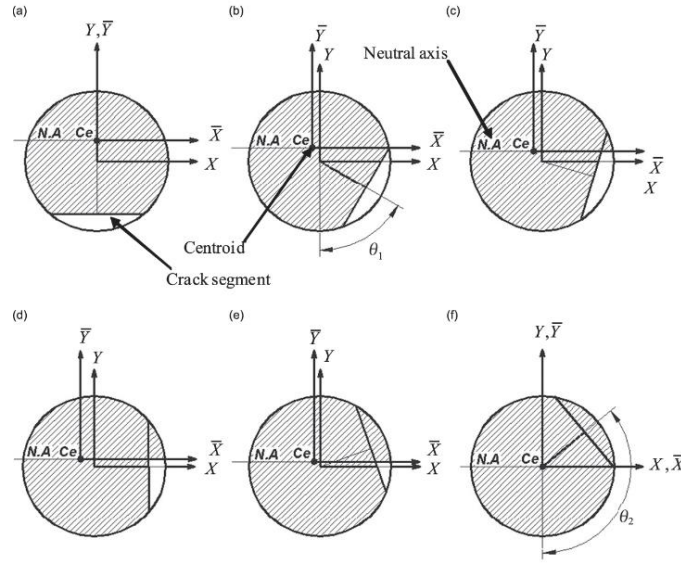 (a)
(b)
(c)
Y, Y̅
Y̅
Y
Neutral axis
Y̅
Y
N.A Ce
X̅
X
N.A Ce
X̅
X
N.A Ce
X̅
X
θ₁
Centroid
Crack segment
(d)
(e)
(f)
Y̅
Y
Y̅
Y
Y, Y̅
N.A Ce
X̅
X
N.A Ce
X̅
X
N.A Ce
X, X̅
θ₂